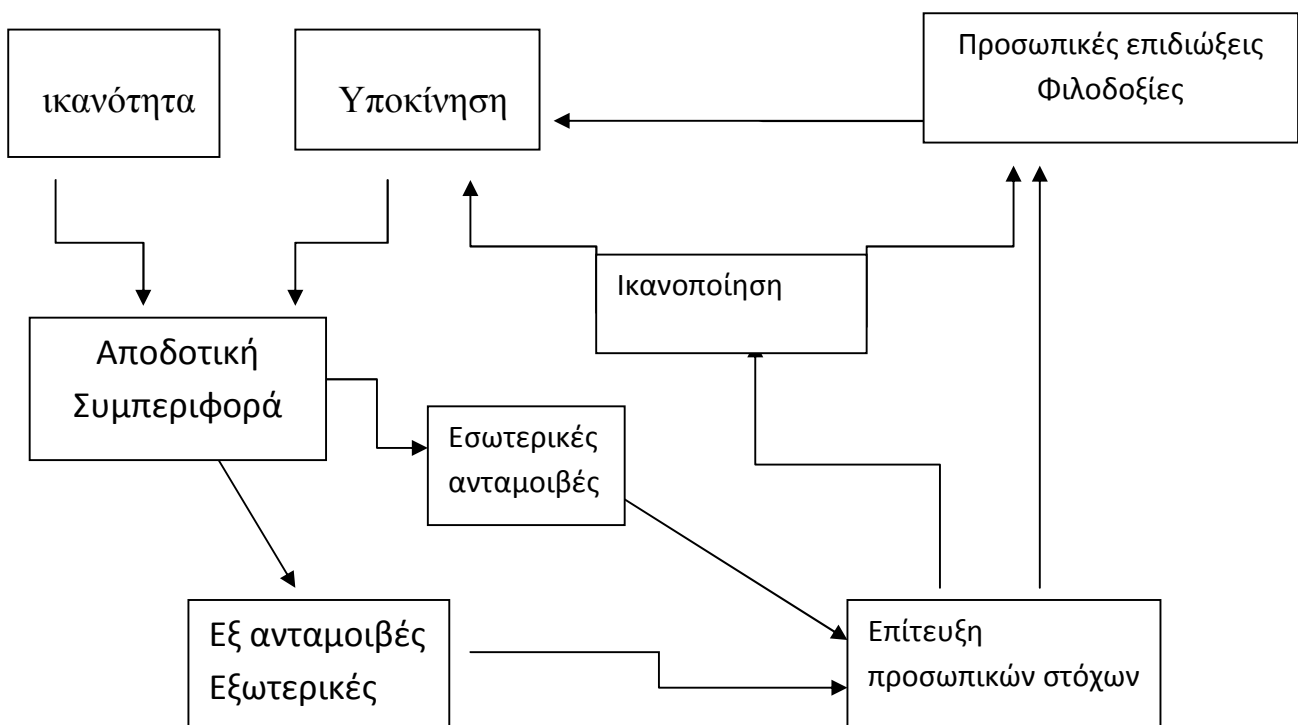 ικανότητα
Υποκίνηση
Προσωπικές επιδιώξεις
Φιλοδοξίες
Ικανοποίηση
Αποδοτική
Συμπεριφορά
Εσωτερικές
ανταμοιβές
Εξ ανταμοιβές
Εξωτερικές
Επίτευξη
προσωπικών στόχων